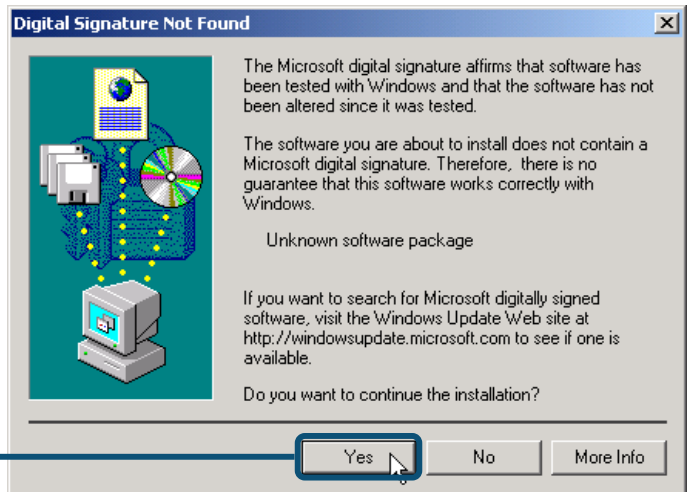 Digital Signature Not Found
The Microsoft digital signature affirms that software has
been tested with Windows and that the software has not
been altered since it was tested.
The software you are about to install does not contain a
Microsoft digital signature. Therefore, there is no
guarantee that this software works correctly with
Windows.
Unknown software package
If you want to search for Microsoft digitally signed
software, visit the Windows Update Web site at
http://windowsupdate.microsoft.com to see if one is
available.
Do you want to continue the installation?
Yes No More Info